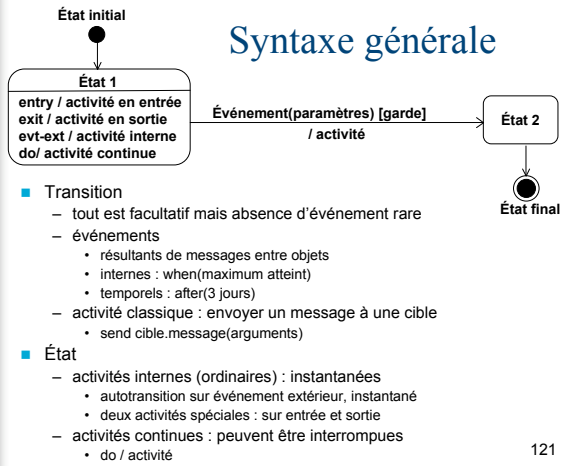 État initial
Syntaxe générale
État 1
entry / activité en entrée
exit / activité en sortie
evt-ext / activité interne
do/ activité continue
Événement(paramètres) [garde]
/ activité
État 2
État final
Transition
– tout est facultatif mais absence d'événement rare
– événements
• résultants de messages entre objets
• internes : when(maximum atteint)
• temporels : after(3 jours)
– activité classique : envoyer un message à une cible
• send cible.message(arguments)
État
– activités internes (ordinaires) : instantanées
• autotransition sur événement extérieur, instantané
• deux activités spéciales : sur entrée et sortie
– activités continues : peuvent être interrompues
• do / activité
121